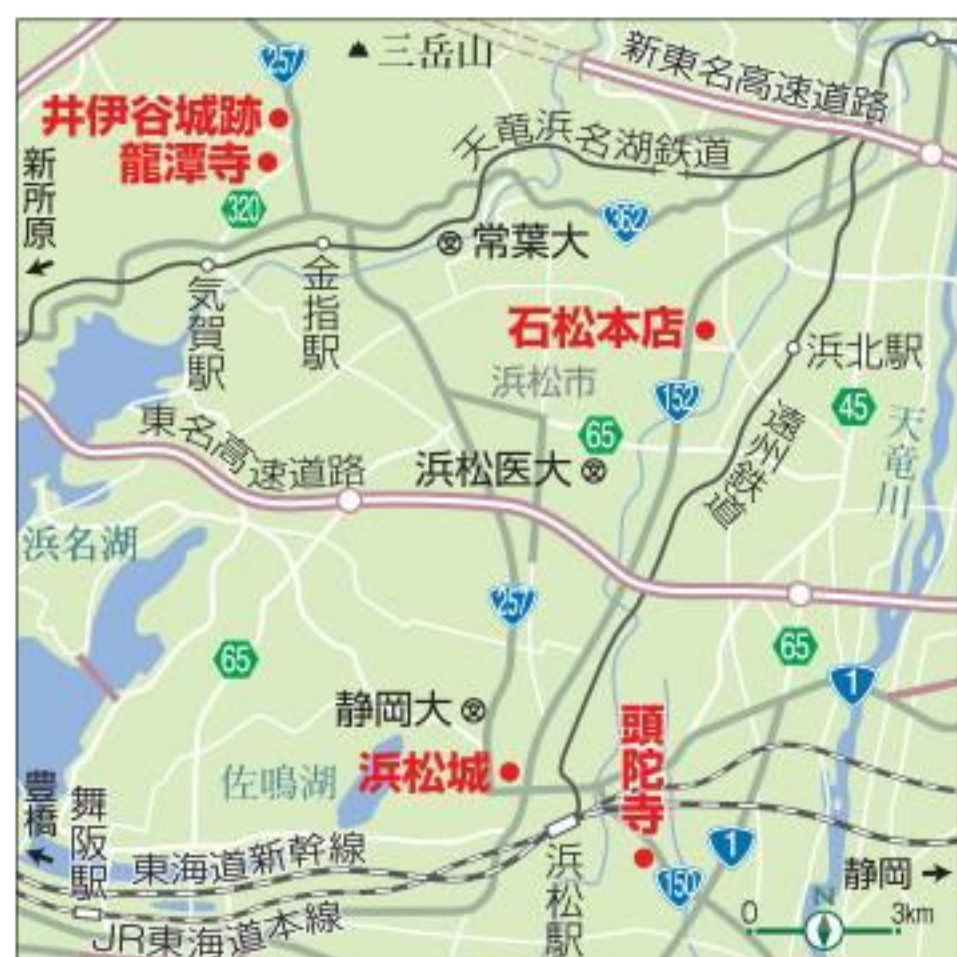 257
三岳山
新東名高速道路
井伊谷城跡
龍潭寺
天竜浜名湖鉄道
新所原
320
362
常葉大
金指駅
気賀駅
石松本店
浜北駅
浜松市
152
45
65
東名高速道路
浜松医大
遠州鉄道
天竜川
浜名湖
257
65
65
1
静岡大
頭陀寺
浜松城
佐鳴湖
豊橋
舞阪駅
東海道新幹線
浜松駅
1
150
静岡
JR東海道本線
N
0
3km